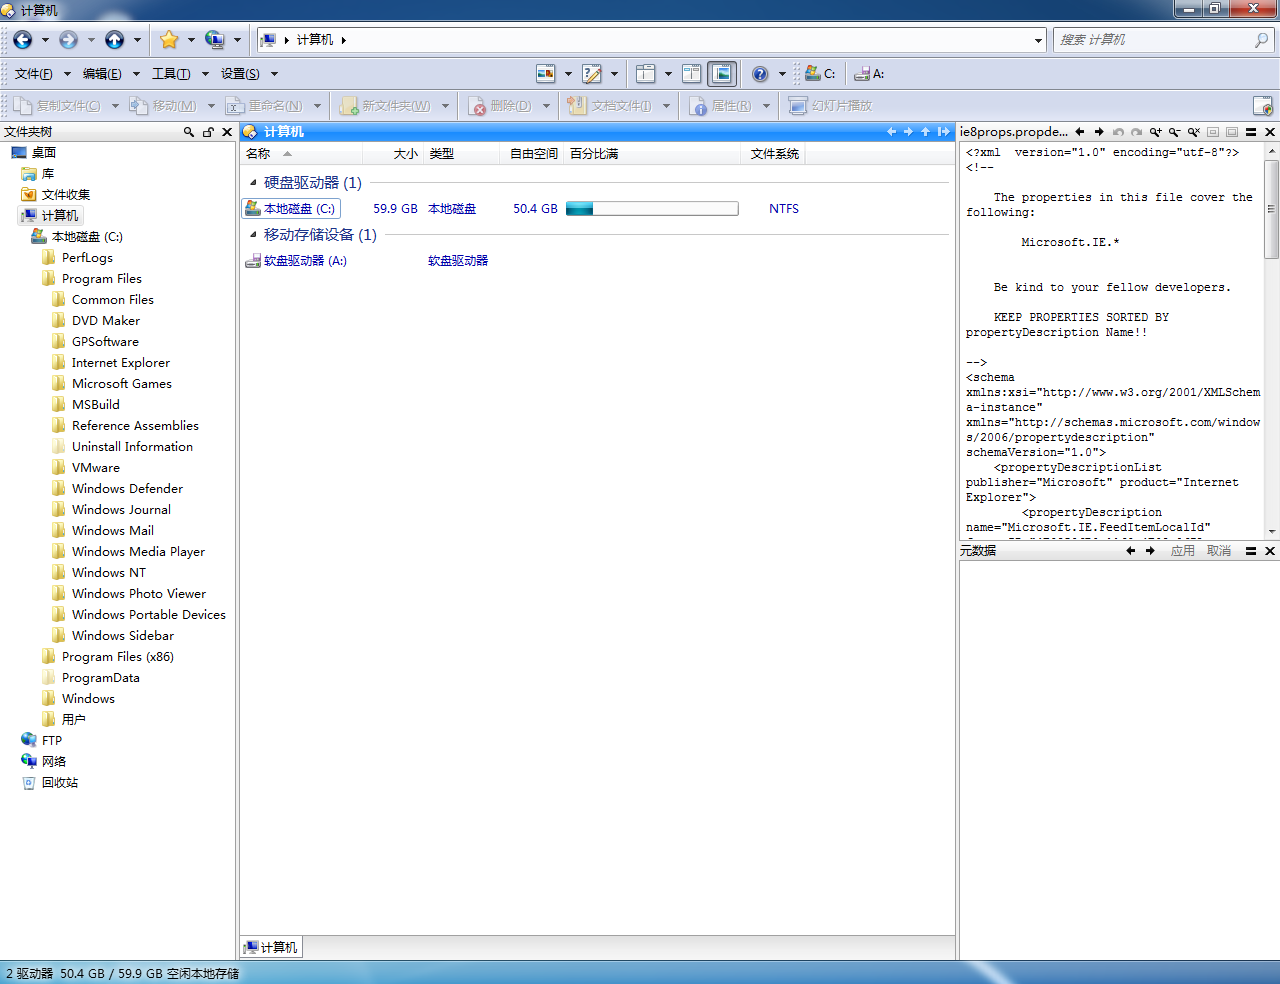 计算机
计算机
搜索 计算机
文件(F) 编辑(E) 工具(T) 设置(S) C: A:
复制文件(C) 移动(M) 重命名(N) 新文件夹(W) 删除(D) 文档文件(I) 属性(R) 幻灯片播放
文件夹树
桌面
库
文件收集
计算机
本地磁盘 (C:)
PerfLogs
Program Files
Common Files
DVD Maker
GPSoftware
Internet Explorer
Microsoft Games
MSBuild
Reference Assemblies
Uninstall Information
VMware
Windows Defender
Windows Journal
Windows Mail
Windows Media Player
Windows NT
Windows Photo Viewer
Windows Portable Devices
Windows Sidebar
Program Files (x86)
ProgramData
Windows
用户
FTP
网络
回收站
计算机
名称 大小 类型 自由空间 百分比满 文件系统
硬盘驱动器 (1)
本地磁盘 (C:) 59.9 GB 本地磁盘 50.4 GB NTFS
移动存储设备 (1)
软盘驱动器 (A:) 软盘驱动器
计算机
ie8props.propde...
<?xml  version="1.0" encoding="utf-8"?>
<!--
The properties in this file cover the
following:
Microsoft.IE.*
Be kind to your fellow developers.
KEEP PROPERTIES SORTED BY
propertyDescription Name!!
-->
<schema
xmlns:xsi="http://www.w3.org/2001/XMLSchem
a-instance"
xmlns="http://schemas.microsoft.com/window
s/2006/propertydescription"
schemaVersion="1.0">
<propertyDescriptionList
publisher="Microsoft" product="Internet
Explorer">
<propertyDescription
name="Microsoft.IE.FeedItemLocalId"
元数据 应用 取消
2 驱动器 50.4 GB / 59.9 GB 空闲本地存储